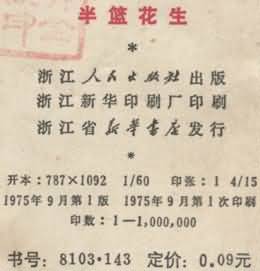 半篮花生
*
浙江人民出版社出版
浙江新华印刷厂印刷
浙江省新华书店发行
*
开本：787×1092 1/60 印张：1 4/15
1975年9月第1版 1975年9月第1次印刷
印数：1—1,000,000
书号：8103·143 定价：0.09元